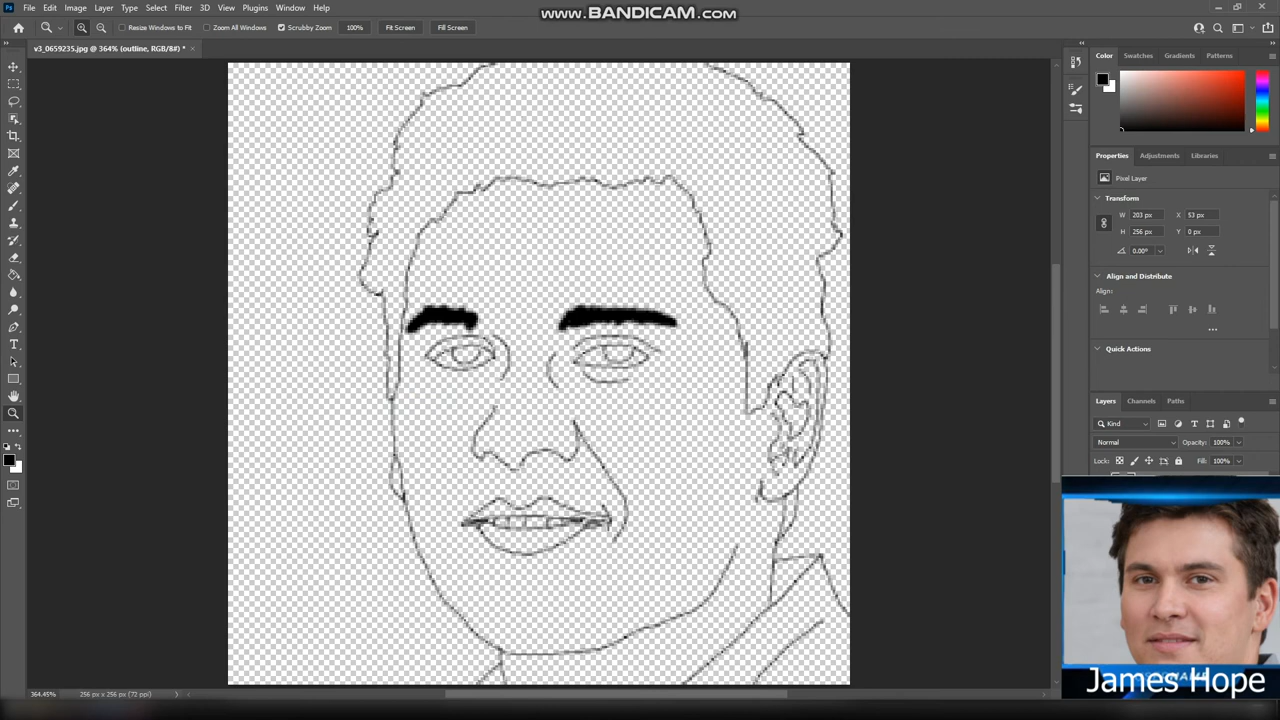 www.BANDICAM.com
Ps File Edit Image Layer Type Select Filter 3D View Plugins Window Help
Resize Windows to Fit Zoom All Windows Scrubby Zoom 100% Fit Screen Fill Screen
v3_0659235.jpg @ 364% (outline, RGB/8#) * ×
Color Swatches Gradients Patterns
Properties Adjustments Libraries
Pixel Layer
Transform
W 203 px X 53 px
H 256 px Y 0 px
0.00°
Align and Distribute
Align:
Quick Actions
Layers Channels Paths
Kind
Normal Opacity: 100%
Lock: Fill: 100%
James Hope
364.45% 256 px x 256 px (72 ppi)